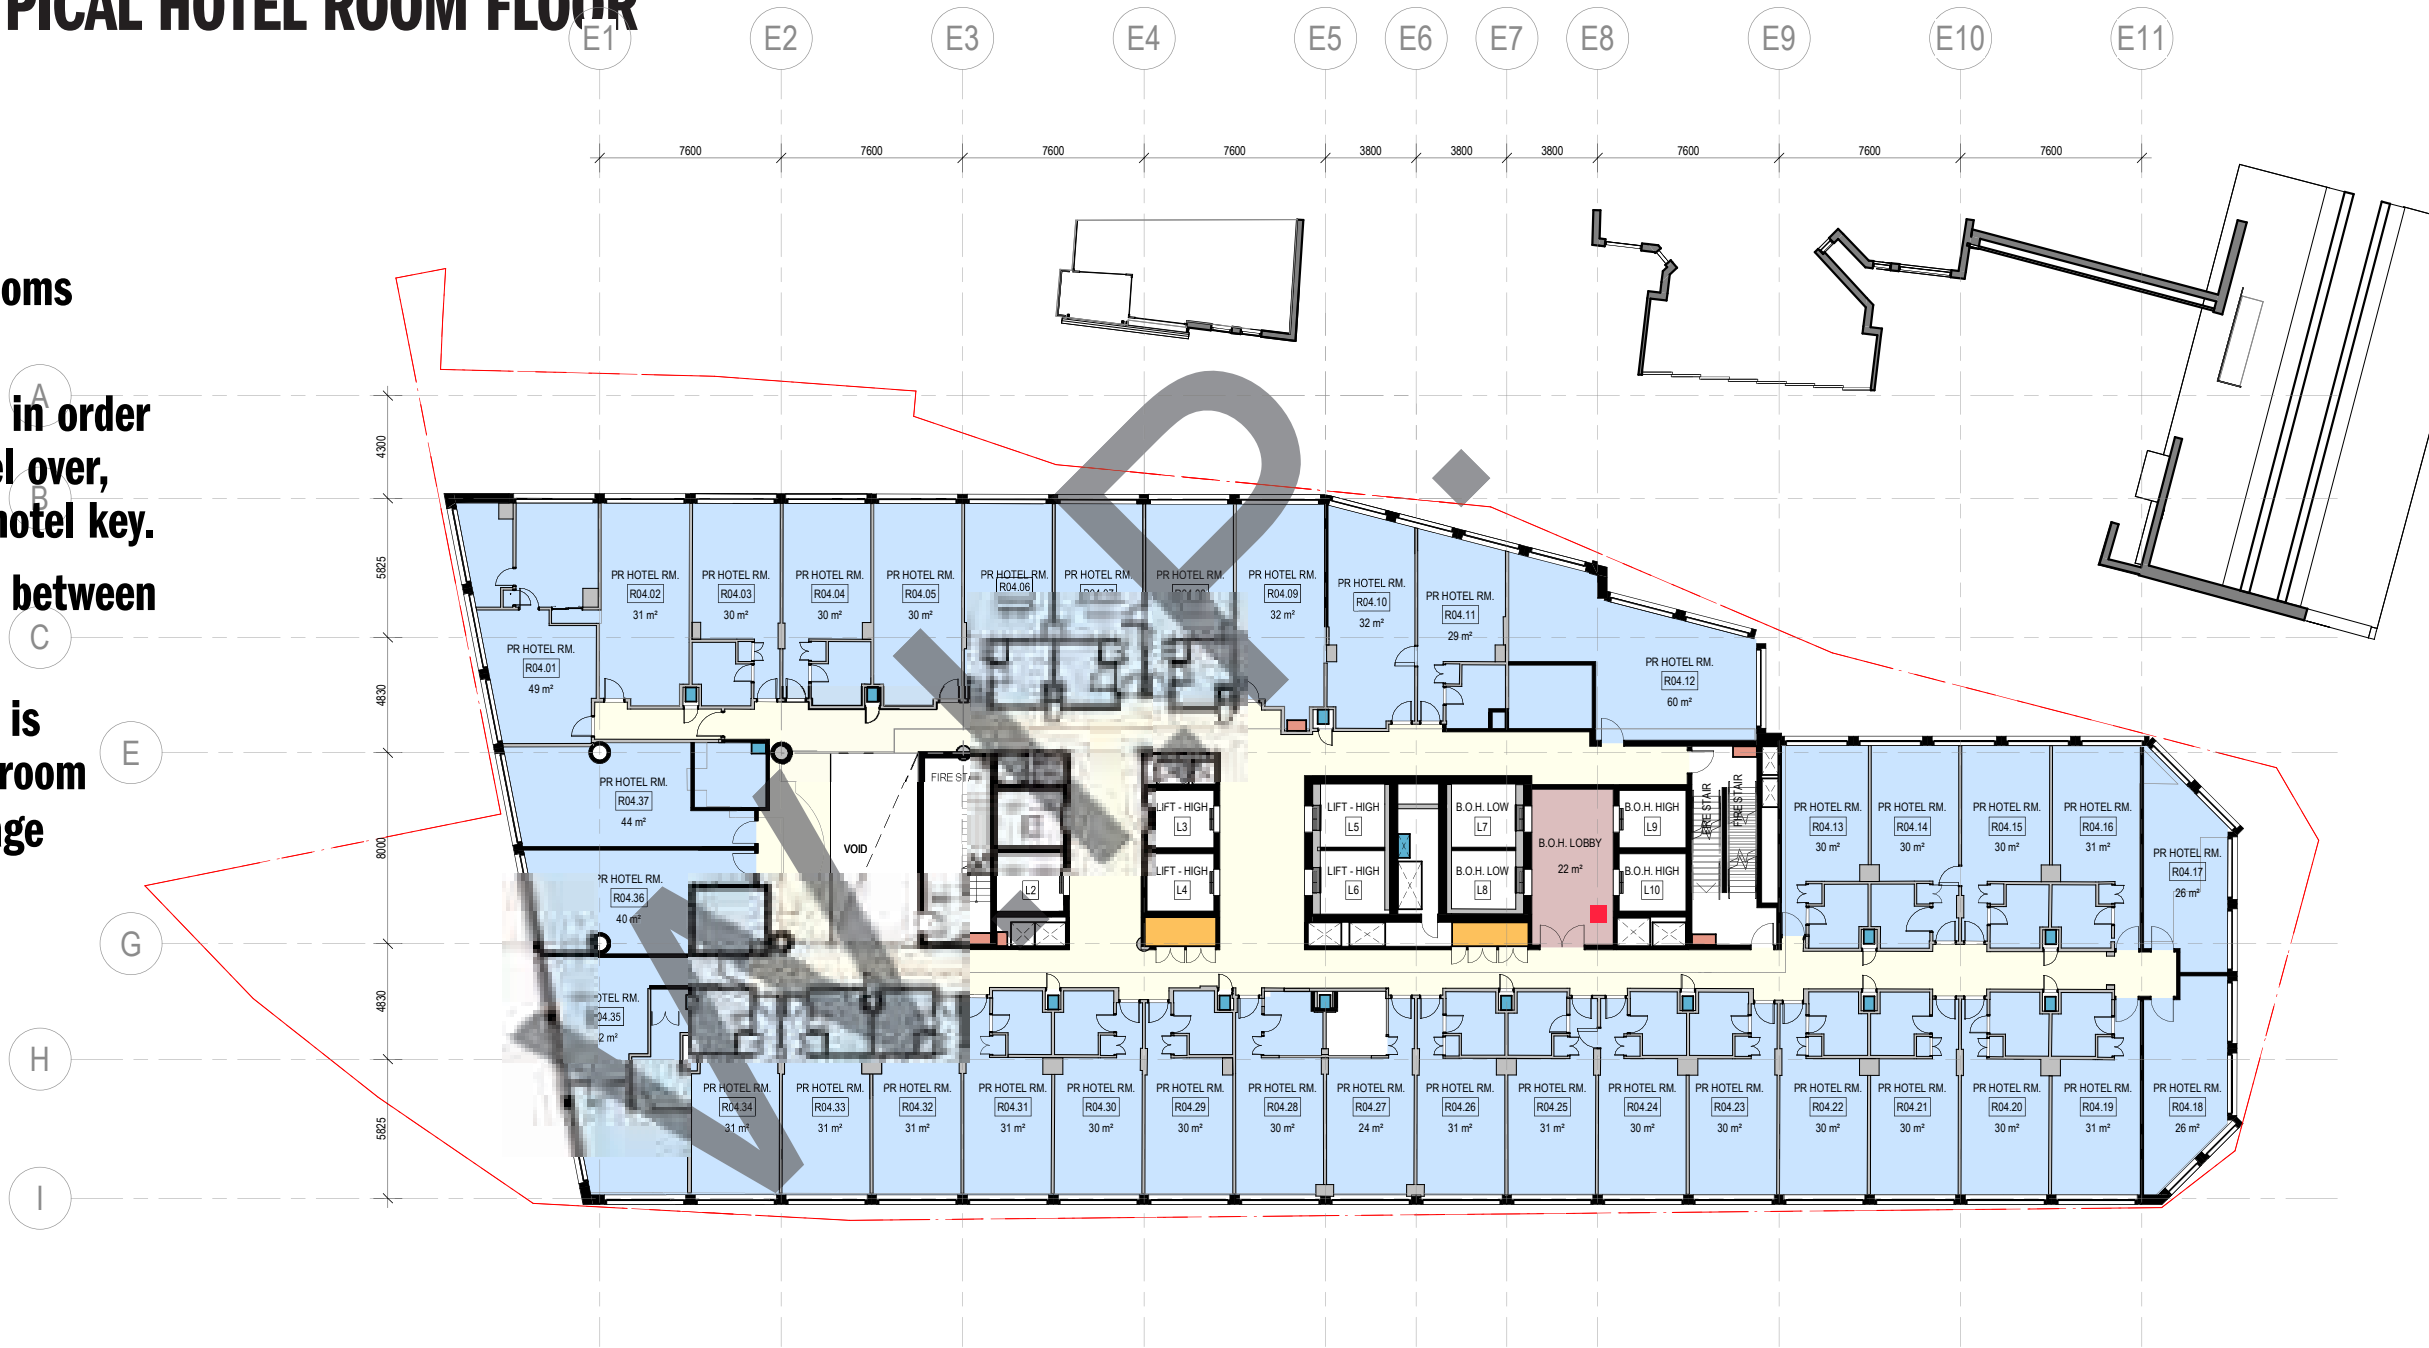 PICAL HOTEL ROOM FLOOR
E1 E2 E3 E4 E5 E6 E7 E8 E9 E10 E11
7600 7600 7600 7600 3800 3800 3800 7600 7600 7600
ooms
A
in order
el over,
B
hotel key.
between
C
is
room
E
nge
G
H
I
4300
5825
4830
8000
4830
5825
PR HOTEL RM.
R04.01
49 m²
PR HOTEL RM.
R04.02
31 m²
PR HOTEL RM.
R04.03
30 m²
PR HOTEL RM.
R04.04
30 m²
PR HOTEL RM.
R04.05
30 m²
PR HOTEL RM.
R04.06
PR HOTEL RM.
PR HOTEL RM.
PR HOTEL RM.
R04.09
32 m²
PR HOTEL RM.
R04.10
32 m²
PR HOTEL RM.
R04.11
29 m²
PR HOTEL RM.
R04.12
60 m²
PR HOTEL RM.
R04.37
44 m²
PR HOTEL RM.
R04.36
40 m²
VOID
L2
LIFT - HIGH
L3
LIFT - HIGH
L4
LIFT - HIGH
L5
LIFT - HIGH
L6
B.O.H. LOW
L7
B.O.H. LOW
L8
B.O.H. LOBBY
22 m²
B.O.H. HIGH
L9
B.O.H. HIGH
L10
FIRE STAIR
FIRE STAIR
PR HOTEL RM.
R04.13
30 m²
PR HOTEL RM.
R04.14
30 m²
PR HOTEL RM.
R04.15
30 m²
PR HOTEL RM.
R04.16
31 m²
PR HOTEL RM.
R04.17
26 m²
PR HOTEL RM.
R04.34
31 m²
PR HOTEL RM.
R04.33
31 m²
PR HOTEL RM.
R04.32
31 m²
PR HOTEL RM.
R04.31
31 m²
PR HOTEL RM.
R04.30
30 m²
PR HOTEL RM.
R04.29
30 m²
PR HOTEL RM.
R04.28
30 m²
PR HOTEL RM.
R04.27
24 m²
PR HOTEL RM.
R04.26
31 m²
PR HOTEL RM.
R04.25
31 m²
PR HOTEL RM.
R04.24
30 m²
PR HOTEL RM.
R04.23
30 m²
PR HOTEL RM.
R04.22
30 m²
PR HOTEL RM.
R04.21
30 m²
PR HOTEL RM.
R04.20
30 m²
PR HOTEL RM.
R04.19
31 m²
PR HOTEL RM.
R04.18
26 m²
W.I.P.